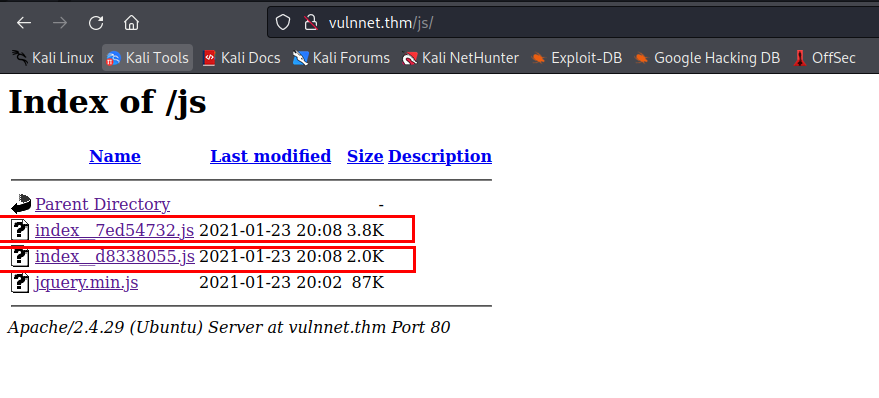 vulnnet.thm/js/
Kali Linux Kali Tools Kali Docs Kali Forums Kali NetHunter Exploit-DB Google Hacking DB OffSec
Index of /js
Name Last modified Size Description
Parent Directory -
index__7ed54732.js 2021-01-23 20:08 3.8K
index__d8338055.js 2021-01-23 20:08 2.0K
jquery.min.js 2021-01-23 20:02 87K
Apache/2.4.29 (Ubuntu) Server at vulnnet.thm Port 80